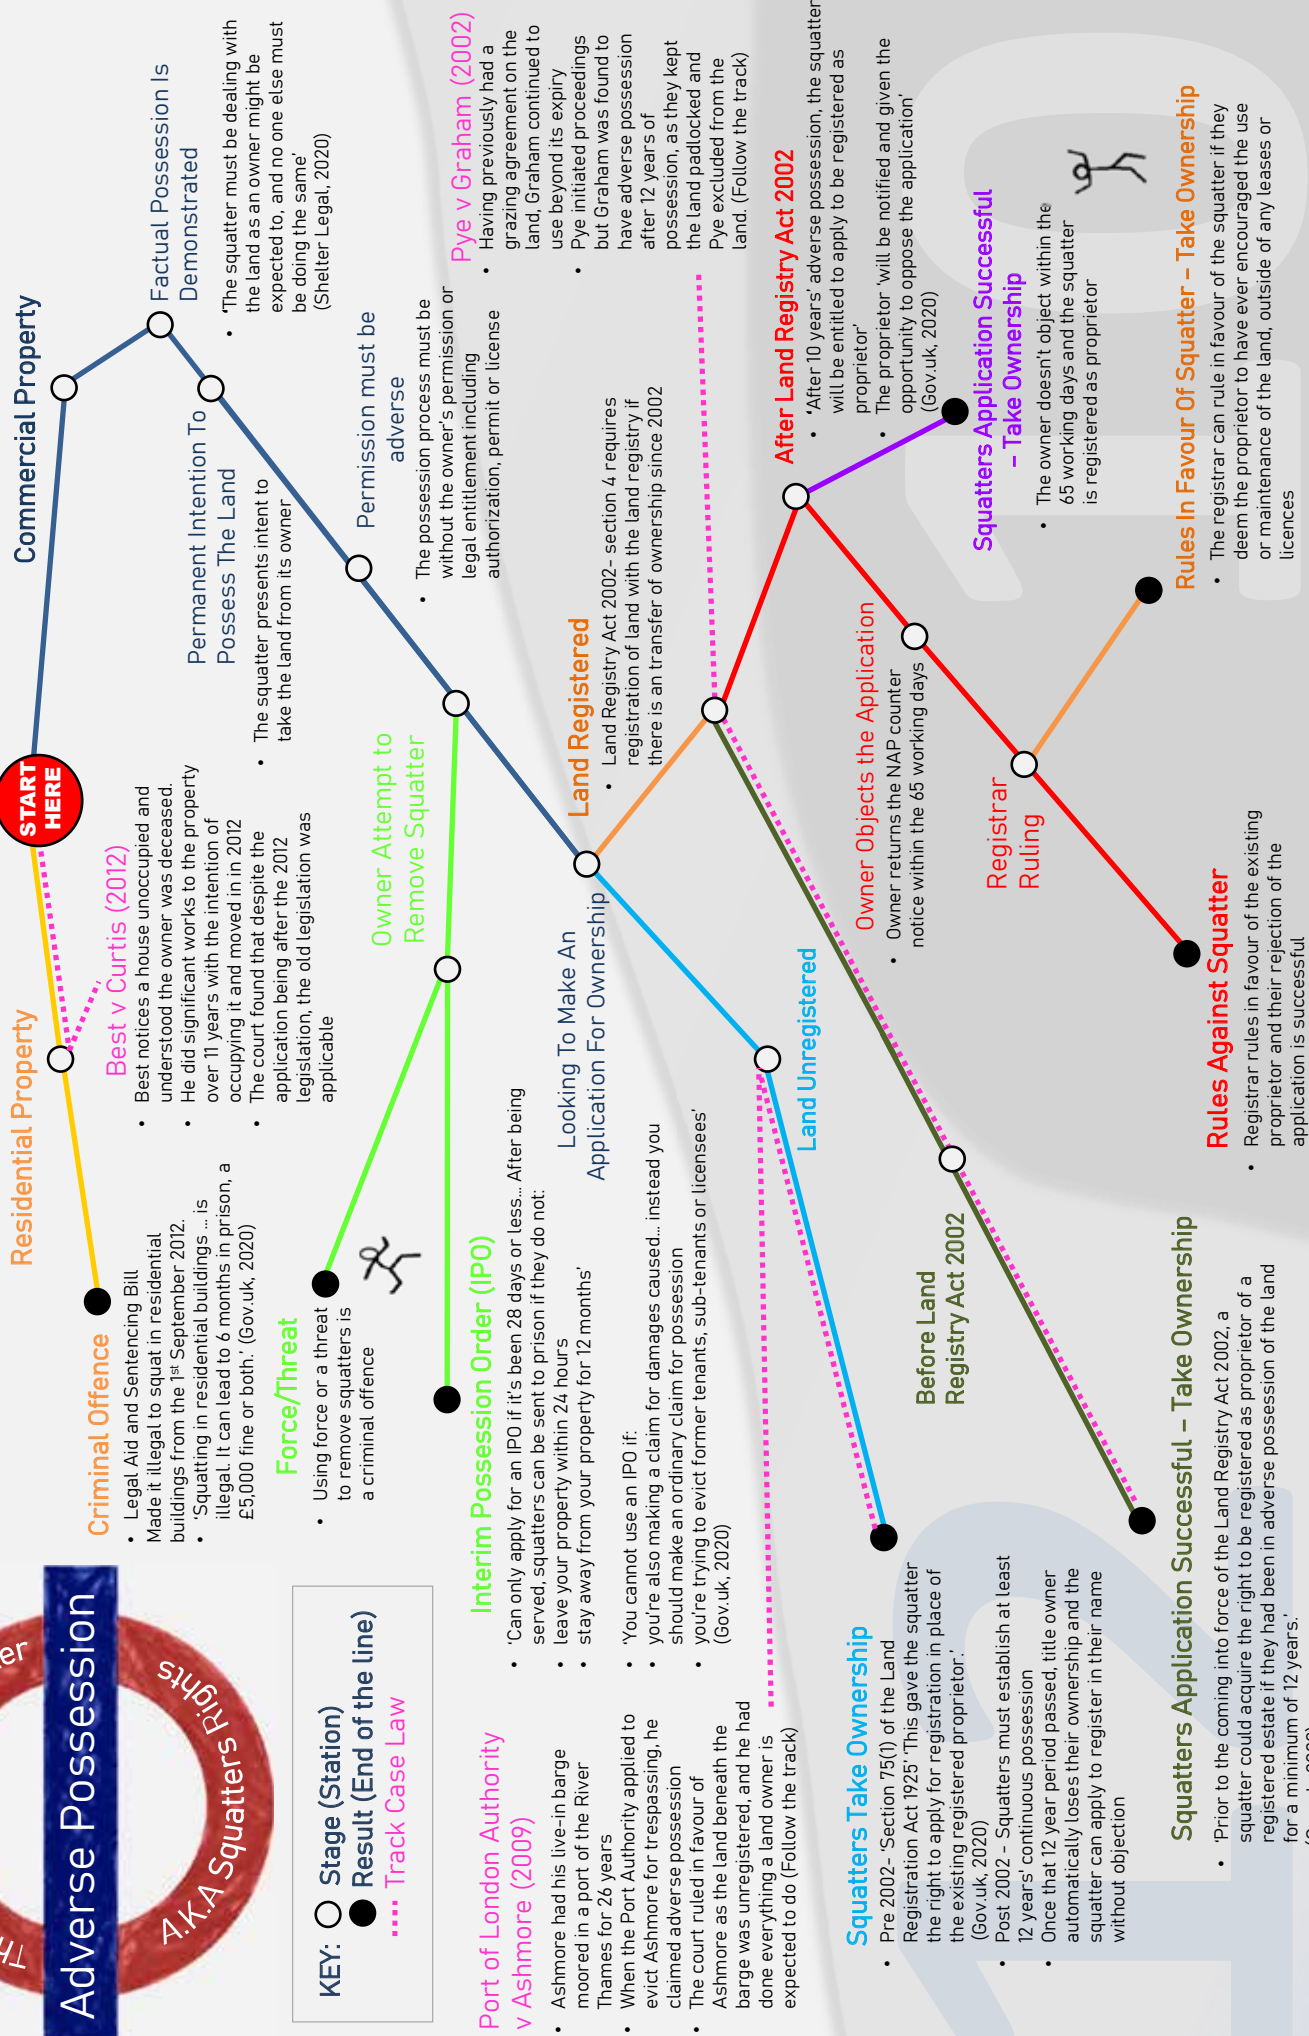 Adverse Possession
A.K.A Squatters Rights
KEY:
Stage (Station)
Result (End of the line)
Track Case Law
START
HERE
Residential Property
Best v Curtis (2012)
• Best notices a house unoccupied and
understood the owner was deceased.
• He did significant works to the property
over 11 years with the intention of
occupying it and moved in in 2012
• The court found that despite the
application being after the 2012
legislation, the old legislation was
applicable
Criminal Offence
• Legal Aid and Sentencing Bill
Made it illegal to squat in residential
buildings from the 1st September 2012.
• 'Squatting in residential buildings ... is
illegal. It can lead to 6 months in prison, a
£5,000 fine or both.' (Gov.uk, 2020)
Commercial Property
Factual Possession Is
Demonstrated
• 'The squatter must be dealing with
the land as an owner might be
expected to, and no one else must
be doing the same'
(Shelter Legal, 2020)
Permanent Intention To
Possess The Land
• The squatter presents intent to
take the land from its owner
Permission must be
adverse
• The possession process must be
without the owner's permission or
legal entitlement including
authorization, permit or license
Owner Attempt to
Remove Squatter
Force/Threat
• Using force or a threat
to remove squatters is
a criminal offence
Interim Possession Order (IPO)
• 'Can only apply for an IPO if it's been 28 days or less... After being
served, squatters can be sent to prison if they do not:
• leave your property within 24 hours
• stay away from your property for 12 months'
• 'You cannot use an IPO if:
• you're also making a claim for damages caused... instead you
should make an ordinary claim for possession
• you're trying to evict former tenants, sub-tenants or licensees'
(Gov.uk, 2020)
Looking To Make An
Application For Ownership
Land Registered
• Land Registry Act 2002- section 4 requires
registration of land with the land registry if
there is an transfer of ownership since 2002
Pye v Graham (2002)
• Having previously had a
grazing agreement on the
land, Graham continued to
use beyond its expiry
• Pye initiated proceedings
but Graham was found to
have adverse possession
after 12 years of
possession, as they kept
the land padlocked and
Pye excluded from the
land. (Follow the track)
Port of London Authority
v Ashmore (2009)
• Ashmore had his live-in barge
moored in a port of the River
Thames for 26 years
• When the Port Authority applied to
evict Ashmore for trespassing, he
claimed adverse possession
• The court ruled in favour of
Ashmore as the land beneath the
barge was unregistered, and he had
done everything a land owner is
expected to do (Follow the track)
Land Unregistered
Squatters Take Ownership
• Pre 2002- 'Section 75(1) of the Land
Registration Act 1925 'This gave the squatter
the right to apply for registration in place of
the existing registered proprietor.'
(Gov.uk, 2020)
• Post 2002 – Squatters must establish at least
12 years' continuous possession
• Once that 12 year period passed, title owner
automatically loses their ownership and the
squatter can apply to register in their name
without objection
Before Land
Registry Act 2002
Squatters Application Successful – Take Ownership
• 'Prior to the coming into force of the Land Registry Act 2002, a
squatter could acquire the right to be registered as proprietor of a
registered estate if they had been in adverse possession of the land
for a minimum of 12 years.'
After Land Registry Act 2002
• 'After 10 years' adverse possession, the squatter
will be entitled to apply to be registered as
proprietor'
• The proprietor 'will be notified and given the
opportunity to oppose the application'
(Gov.uk, 2020)
Squatters Application Successful
– Take Ownership
• The owner doesn't object within the
65 working days and the squatter
is registered as proprietor
Owner Objects the Application
• Owner returns the NAP counter
notice within the 65 working days
Registrar
Ruling
Rules In Favour Of Squatter – Take Ownership
• The registrar can rule in favour of the squatter if they
deem the proprietor to have ever encouraged the use
or maintenance of the land, outside of any leases or
licences
Rules Against Squatter
• Registrar rules in favour of the existing
proprietor and their rejection of the
application is successful